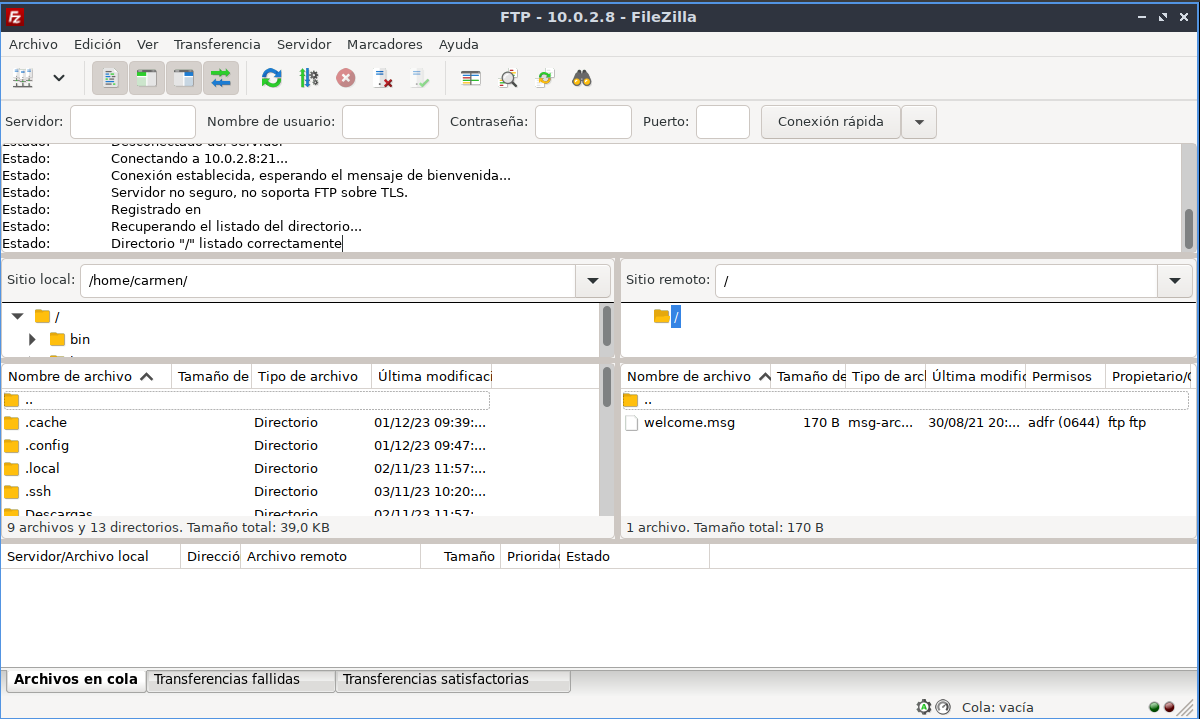 FTP - 10.0.2.8 - FileZilla
Archivo Edición Ver Transferencia Servidor Marcadores Ayuda
Servidor: Nombre de usuario: Contraseña: Puerto: Conexión rápida
Estado: Desconectado del servidor
Estado: Conectando a 10.0.2.8:21...
Estado: Conexión establecida, esperando el mensaje de bienvenida...
Estado: Servidor no seguro, no soporta FTP sobre TLS.
Estado: Registrado en
Estado: Recuperando el listado del directorio...
Estado: Directorio "/" listado correctamente
Sitio local: /home/carmen/
/
bin
Nombre de archivo Tamaño de Tipo de archivo Última modificaci
..
.cache Directorio 01/12/23 09:39:...
.config Directorio 01/12/23 09:47:...
.local Directorio 02/11/23 11:57:...
.ssh Directorio 03/11/23 10:20:...
Descargas Directorio 02/11/23 11:57:...
9 archivos y 13 directorios. Tamaño total: 39,0 KB
Sitio remoto: /
/
Nombre de archivo Tamaño de Tipo de arcl Última modific Permisos Propietario/G
..
welcome.msg 170 B msg-arc... 30/08/21 20:... adfr (0644) ftp ftp
1 archivo. Tamaño total: 170 B
Servidor/Archivo local Direcció Archivo remoto Tamaño Prioridad Estado
Archivos en cola Transferencias fallidas Transferencias satisfactorias
Cola: vacía